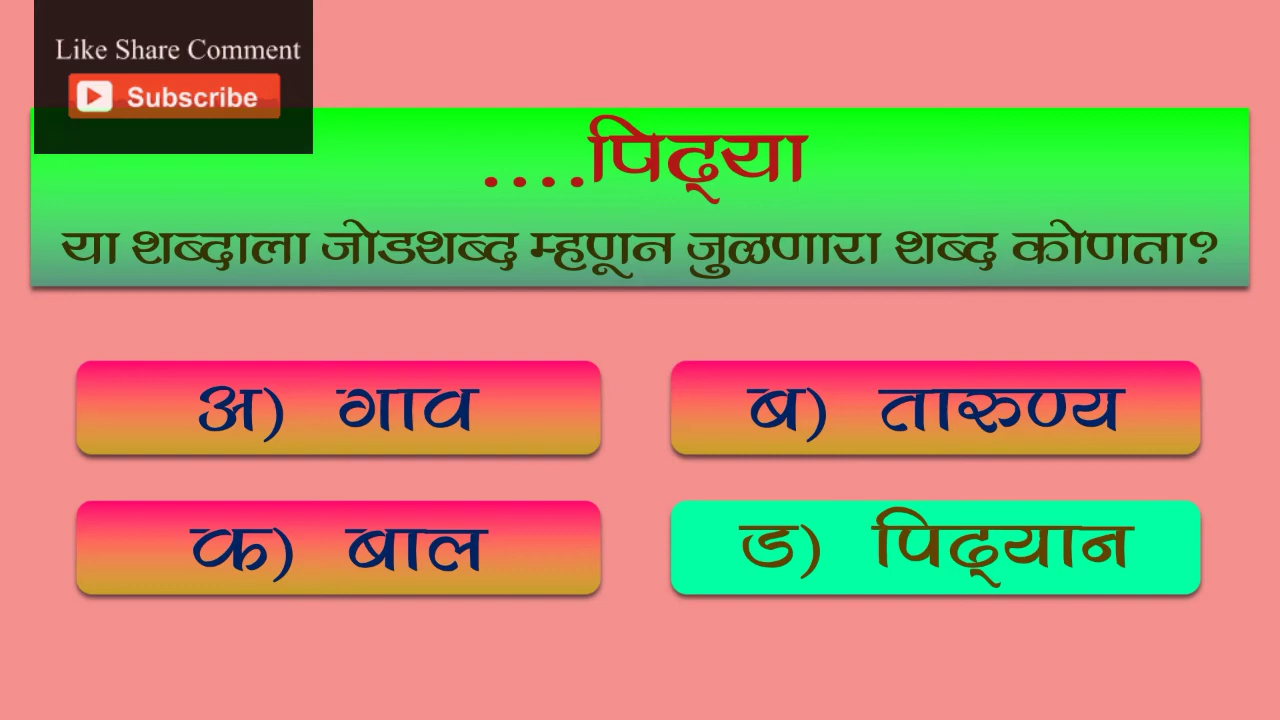 Like Share Comment
Subscribe
....पिढ्या
या शब्दाला जोडशब्द म्हणून जुळणारा शब्द कोणता?
अ) गाव
ब) तारुण्य
क) बाल
ड) पिढ्यान